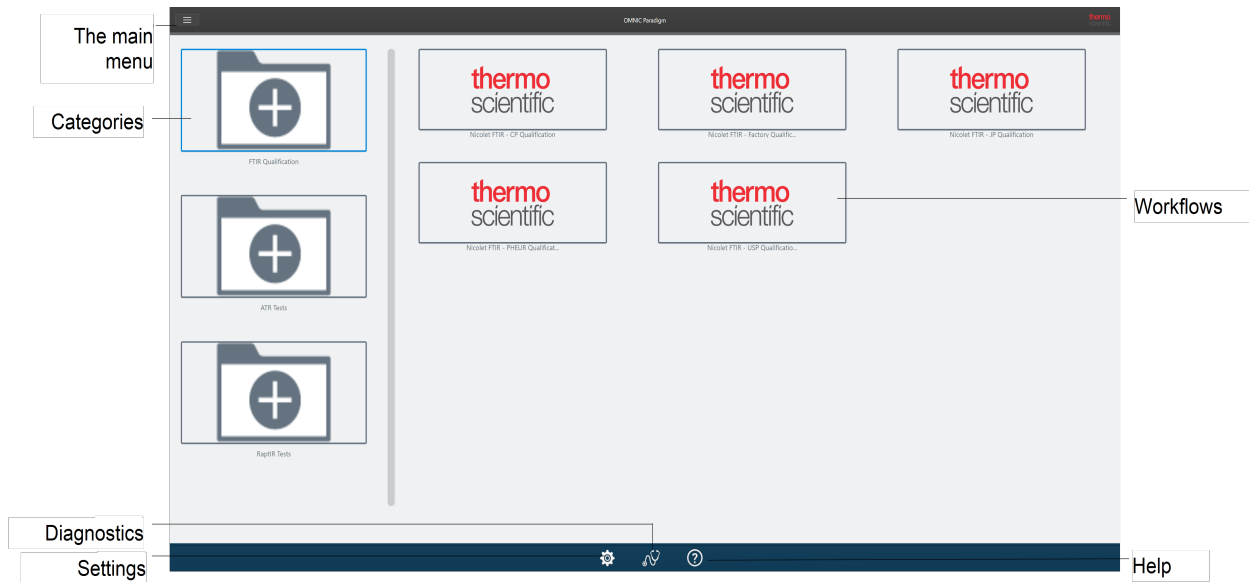 The main
menu
OMNIC Paradigm
thermo
scientific
Categories
thermo
scientific
thermo
scientific
thermo
scientific
Nicolet FTIR - CP Qualification
Nicolet FTIR - Factory Qualific...
Nicolet FTIR - JP Qualification
FTIR Qualification
thermo
scientific
thermo
scientific
Workflows
Nicolet FTIR - PHEUR Qualificat...
Nicolet FTIR - USP Qualificatio...
ATR Tests
RaptIR Tests
Diagnostics
Settings
Help